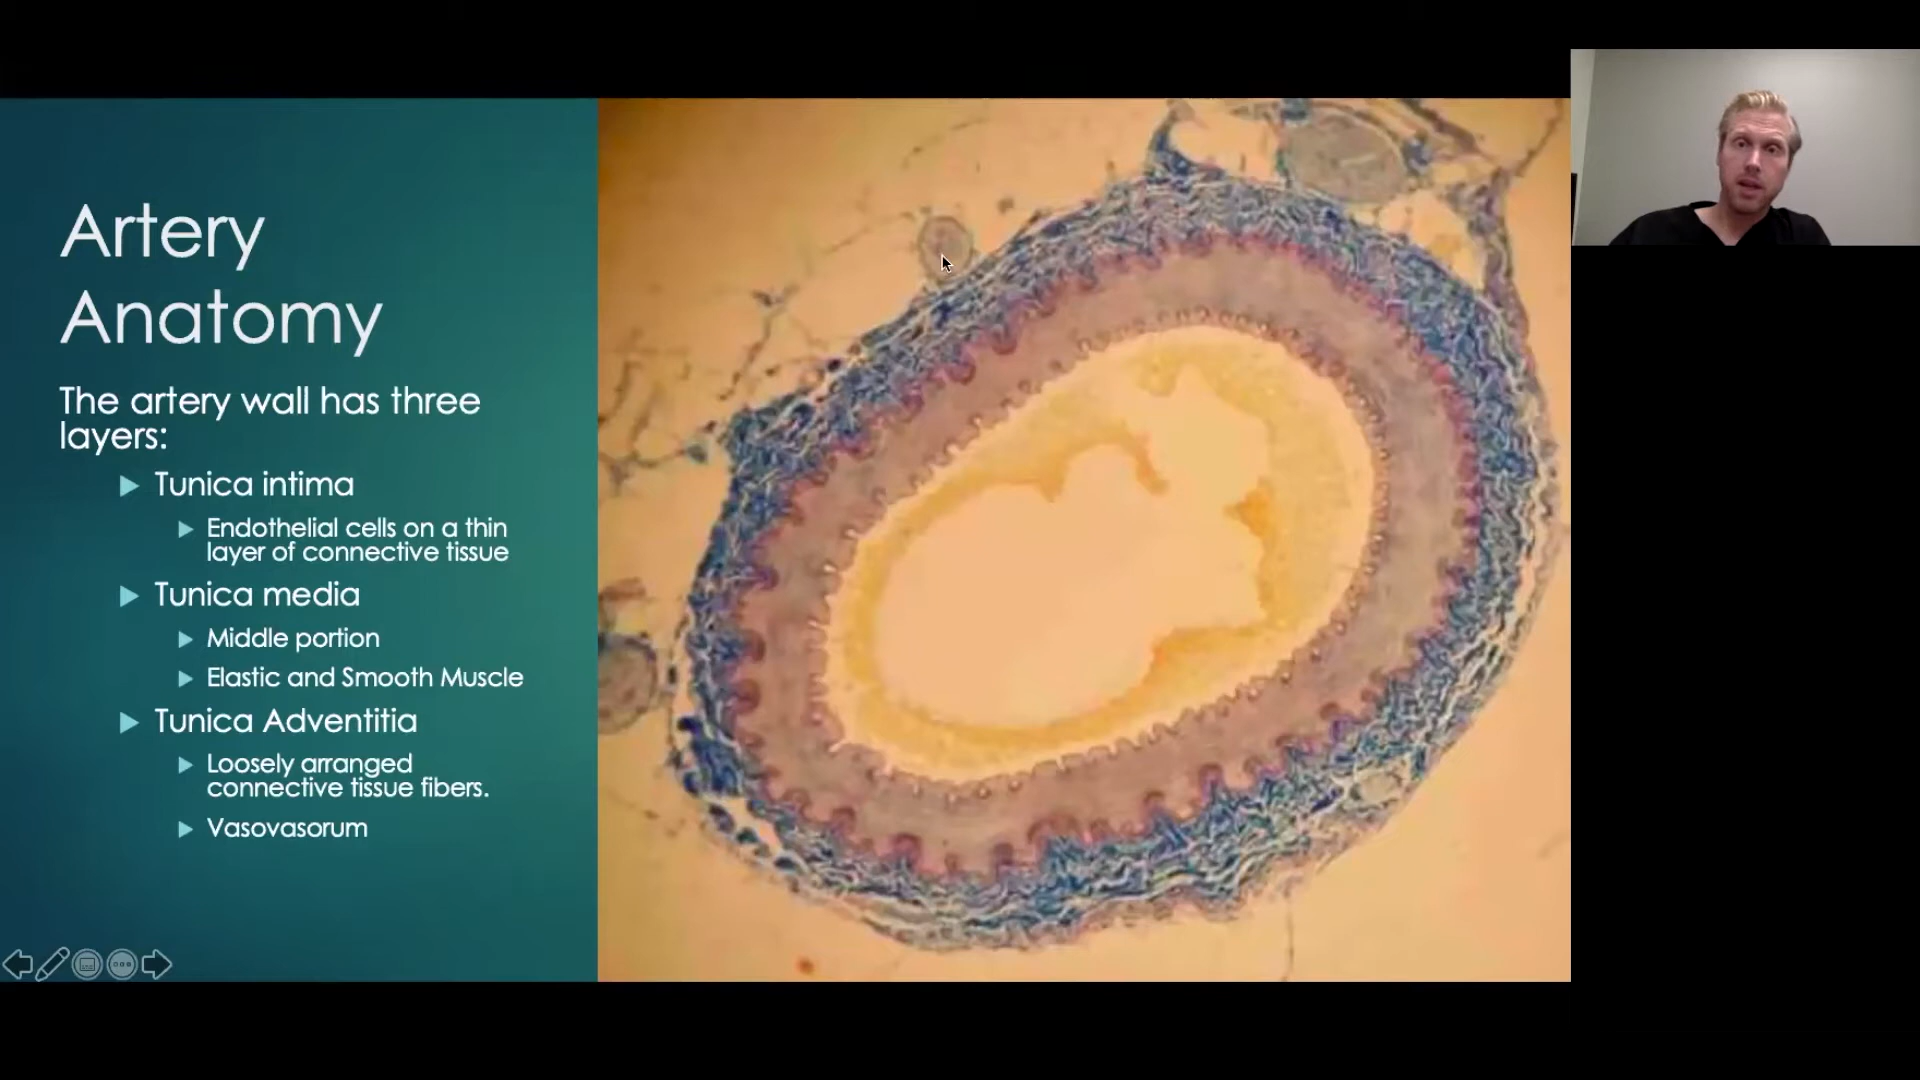 Artery
Anatomy
The artery wall has three
layers:
Tunica intima
Endothelial cells on a thin
layer of connective tissue
Tunica media
Middle portion
Elastic and Smooth Muscle
Tunica Adventitia
Loosely arranged
connective tissue fibers.
Vasovasorum